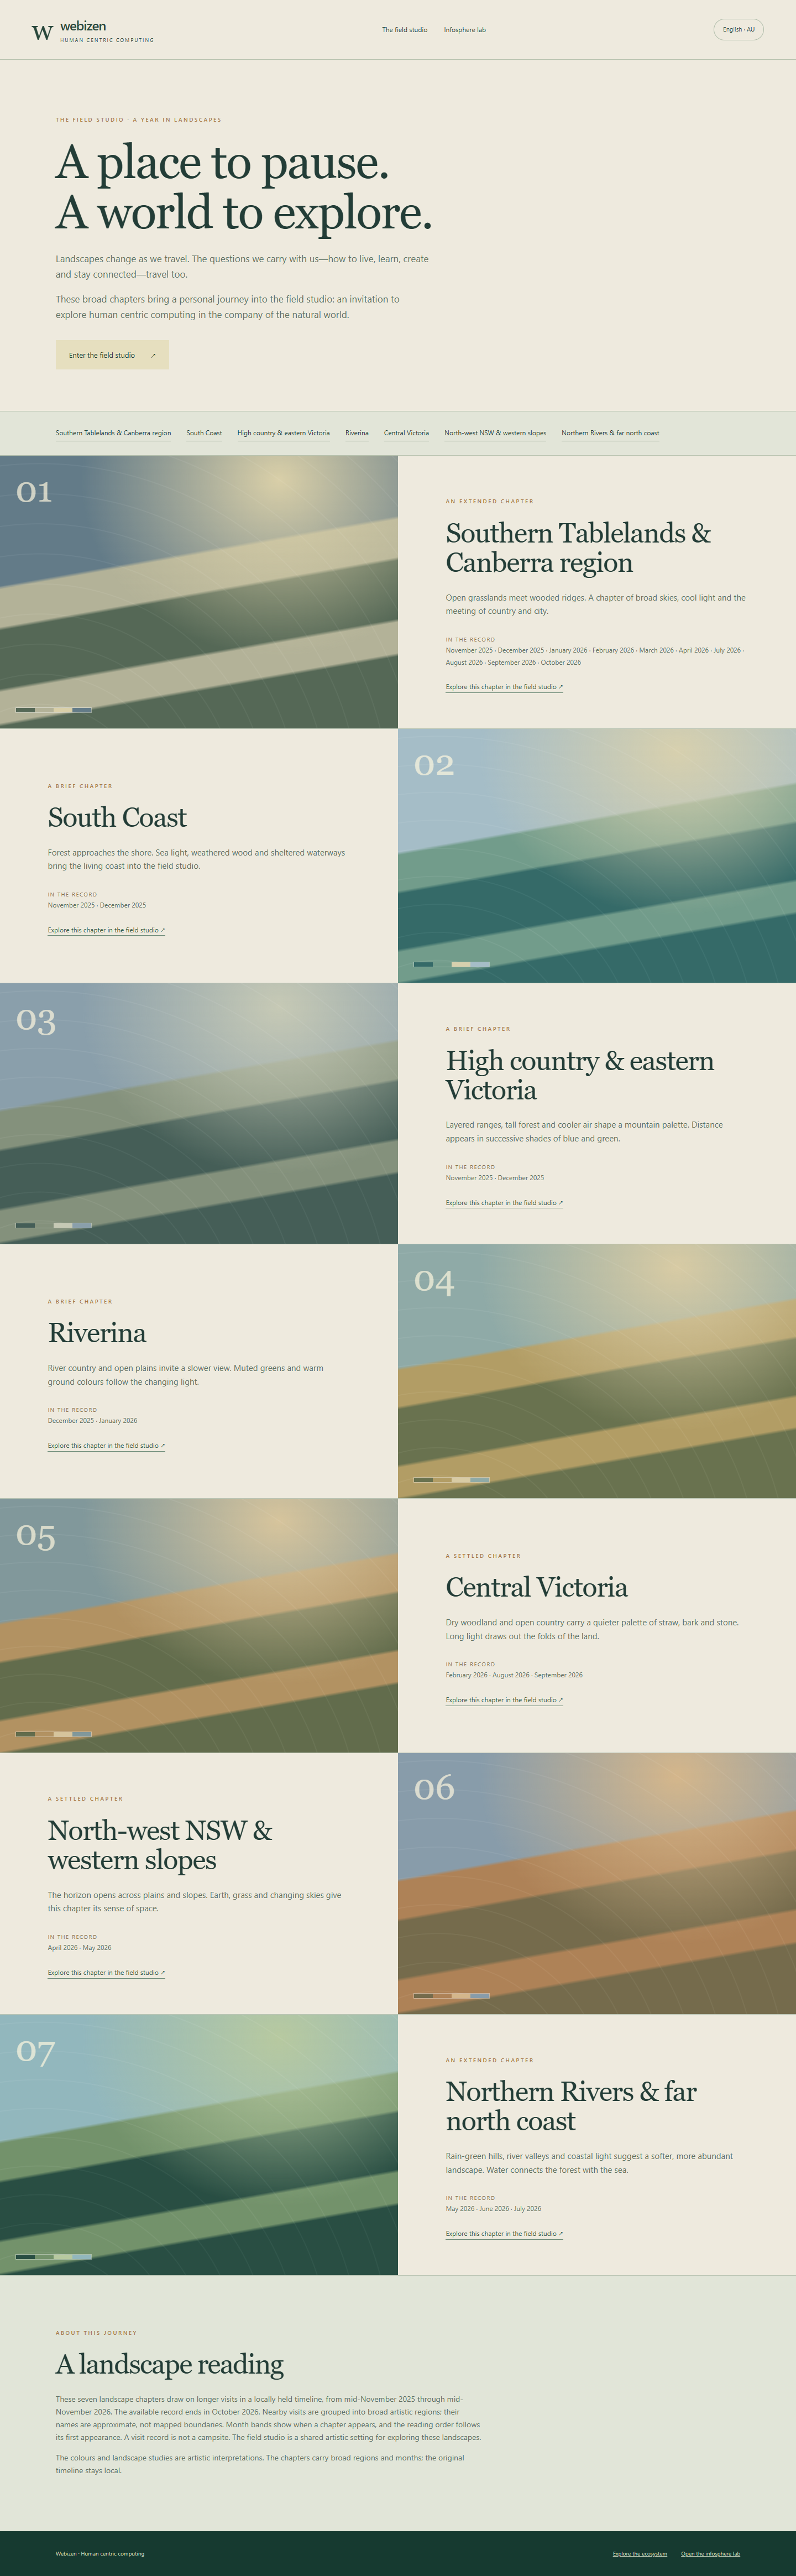 w webizen
HUMAN CENTRIC COMPUTING
The field studio
Infosphere lab
English · AU
THE FIELD STUDIO · A YEAR IN LANDSCAPES
A place to pause.
A world to explore.
Landscapes change as we travel. The questions we carry with us—how to live, learn, create
and stay connected—travel too.
These broad chapters bring a personal journey into the field studio: an invitation to
explore human centric computing in the company of the natural world.
Enter the field studio ↗
Southern Tablelands & Canberra region
South Coast
High country & eastern Victoria
Riverina
Central Victoria
North-west NSW & western slopes
Northern Rivers & far north coast
01
AN EXTENDED CHAPTER
Southern Tablelands &
Canberra region
Open grasslands meet wooded ridges. A chapter of broad skies, cool light and the
meeting of country and city.
IN THE RECORD
November 2025 · December 2025 · January 2026 · February 2026 · March 2026 · April 2026 · July 2026 ·
August 2026 · September 2026 · October 2026
Explore this chapter in the field studio ↗
A BRIEF CHAPTER
South Coast
Forest approaches the shore. Sea light, weathered wood and sheltered waterways
bring the living coast into the field studio.
IN THE RECORD
November 2025 · December 2025
Explore this chapter in the field studio ↗
02
03
A BRIEF CHAPTER
High country & eastern
Victoria
Layered ranges, tall forest and cooler air shape a mountain palette. Distance
appears in successive shades of blue and green.
IN THE RECORD
November 2025 · December 2025
Explore this chapter in the field studio ↗
A BRIEF CHAPTER
Riverina
River country and open plains invite a slower view. Muted greens and warm
ground colours follow the changing light.
IN THE RECORD
December 2025 · January 2026
Explore this chapter in the field studio ↗
04
05
A SETTLED CHAPTER
Central Victoria
Dry woodland and open country carry a quieter palette of straw, bark and stone.
Long light draws out the folds of the land.
IN THE RECORD
February 2026 · August 2026 · September 2026
Explore this chapter in the field studio ↗
A SETTLED CHAPTER
North-west NSW &
western slopes
The horizon opens across plains and slopes. Earth, grass and changing skies give
this chapter its sense of space.
IN THE RECORD
April 2026 · May 2026
Explore this chapter in the field studio ↗
06
07
AN EXTENDED CHAPTER
Northern Rivers & far
north coast
Rain-green hills, river valleys and coastal light suggest a softer, more abundant
landscape. Water connects the forest with the sea.
IN THE RECORD
May 2026 · June 2026 · July 2026
Explore this chapter in the field studio ↗
ABOUT THIS JOURNEY
A landscape reading
These seven landscape chapters draw on longer visits in a locally held timeline, from mid-November 2025 through mid-
November 2026. The available record ends in October 2026. Nearby visits are grouped into broad artistic regions; their
names are approximate, not mapped boundaries. Month bands show when a chapter appears, and the reading order follows
its first appearance. A visit record is not a campsite. The field studio is a shared artistic setting for exploring these landscapes.
The colours and landscape studies are artistic interpretations. The chapters carry broad regions and months; the original
timeline stays local.
Webizen · Human centric computing
Explore the ecosystem
Open the infosphere lab